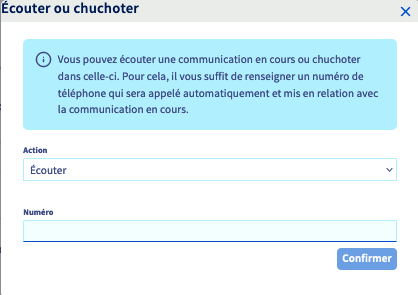 Écouter ou chuchoter
Vous pouvez écouter une communication en cours ou chuchoter
dans celle-ci. Pour cela, il vous suffit de renseigner un numéro de
téléphone qui sera appelé automatiquement et mis en relation avec
la communication en cours.
Action
Écouter
Numéro
Confirmer